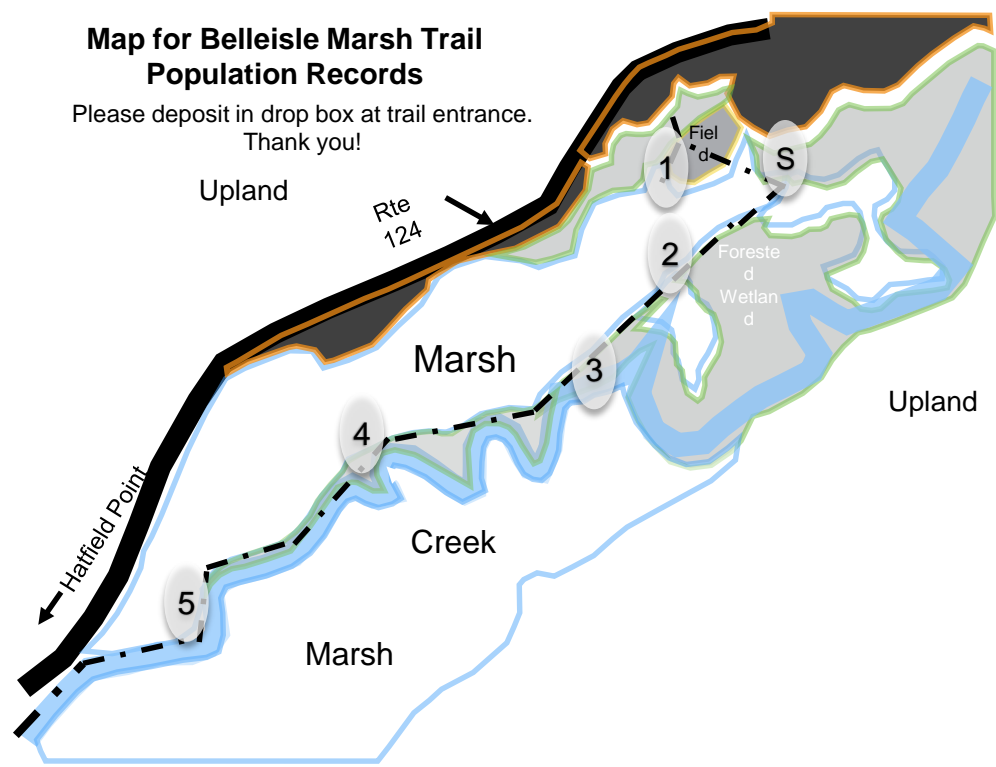 Map for Belleisle Marsh Trail
Population Records
Please deposit in drop box at trail entrance.
Thank you!
Upland
Rte
124
Fiel
d
1
S
2
Foreste
d
Wetlan
d
Marsh
3
Upland
4
Hatfield Point
Creek
5
Marsh